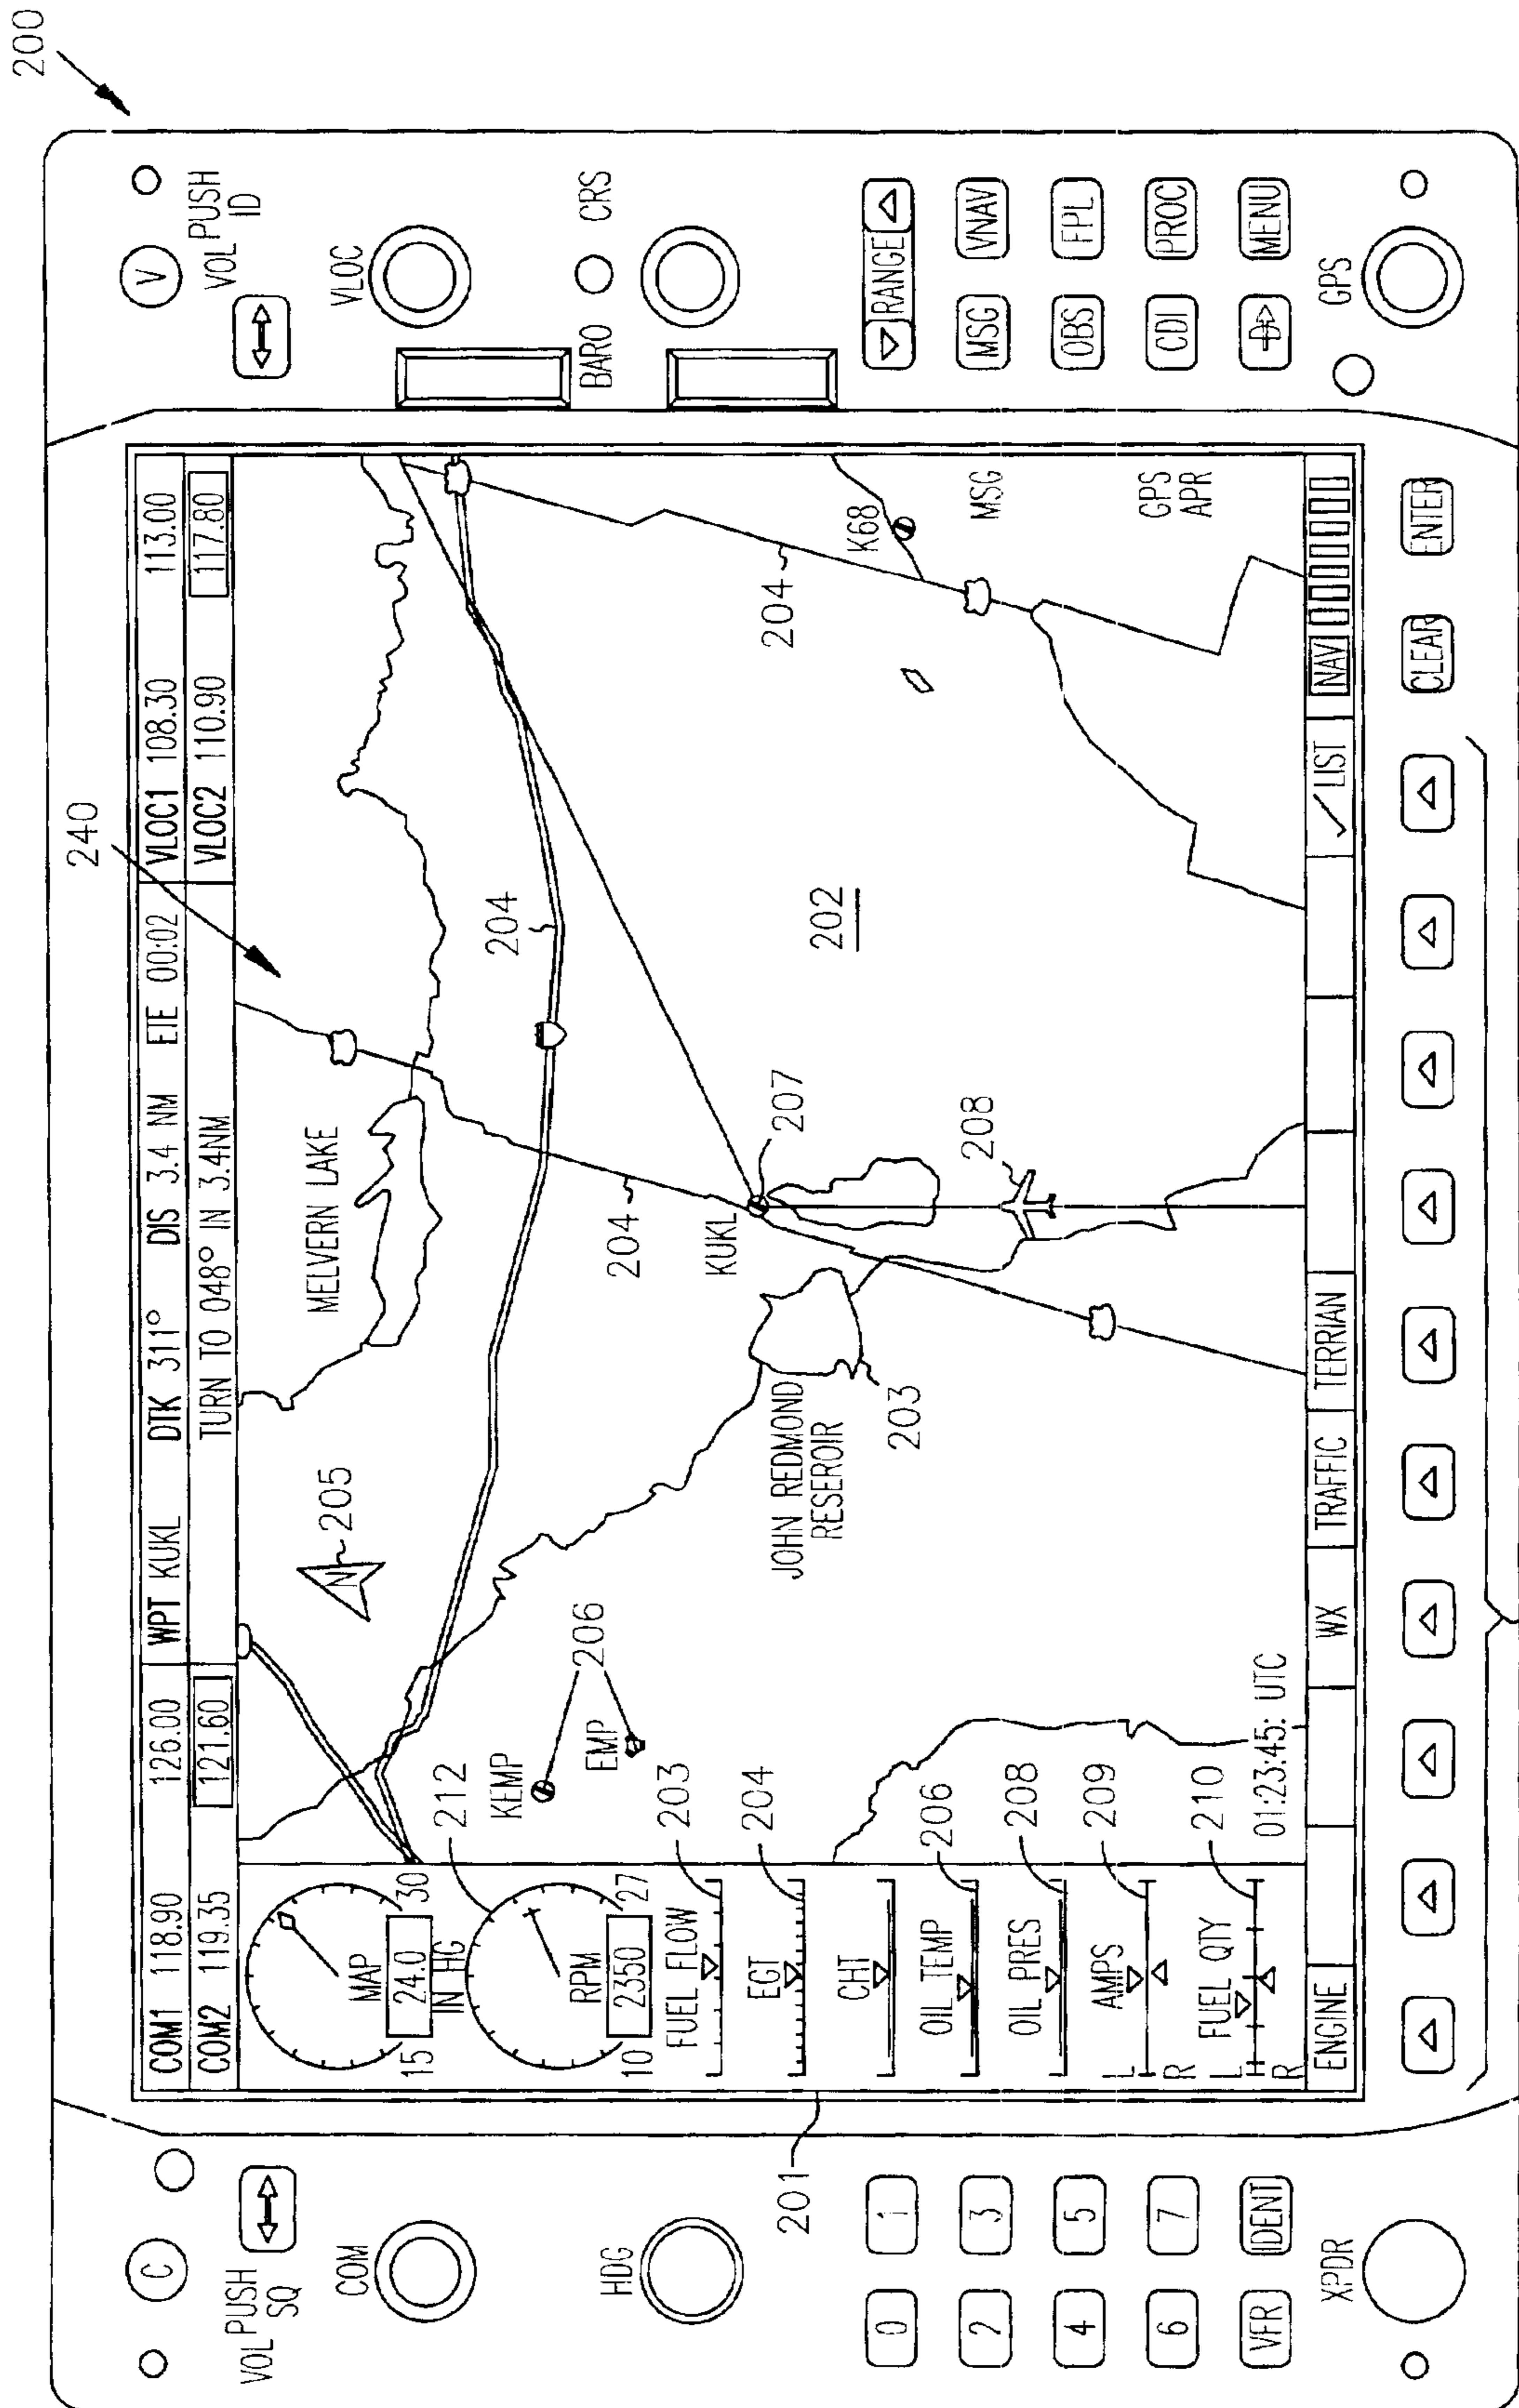 200
240
C
VOL PUSH
SQ
COM
HDG
0 1
2 3
4 5
6 7
VFR IDENT
XPDR
201
COM1 118.90 126.00 WPT KUKL DTK 311° DIS 3.4 NM ETE 00:02 VLOC1 108.30 113.00
COM2 119.35 121.60 TURN TO 048° IN 3.4NM VLOC2 110.90 117.80
MAP
15 24.0 30
IN HG
212
RPM
10 2350 27
FUEL FLOW
203
EGT
204
CHT
OIL TEMP
206
OIL PRES
208
AMPS
209
L
R
FUEL QTY
210
L
R
N
205
MELVERN LAKE
204
KEMP
206
EMP
204
KUKL
207
JOHN REDMOND
RESEROIR
203
208
202
204
K68
MSG
GPS
APR
01:23:45: UTC
ENGINE WX TRAFFIC TERRIAN ✓LIST NAV
CLEAR ENTER
V
VOL PUSH
ID
VLOC
BARO CRS
RANGE
MSG VNAV
OBS FPL
CDI PROC
D MENU
GPS